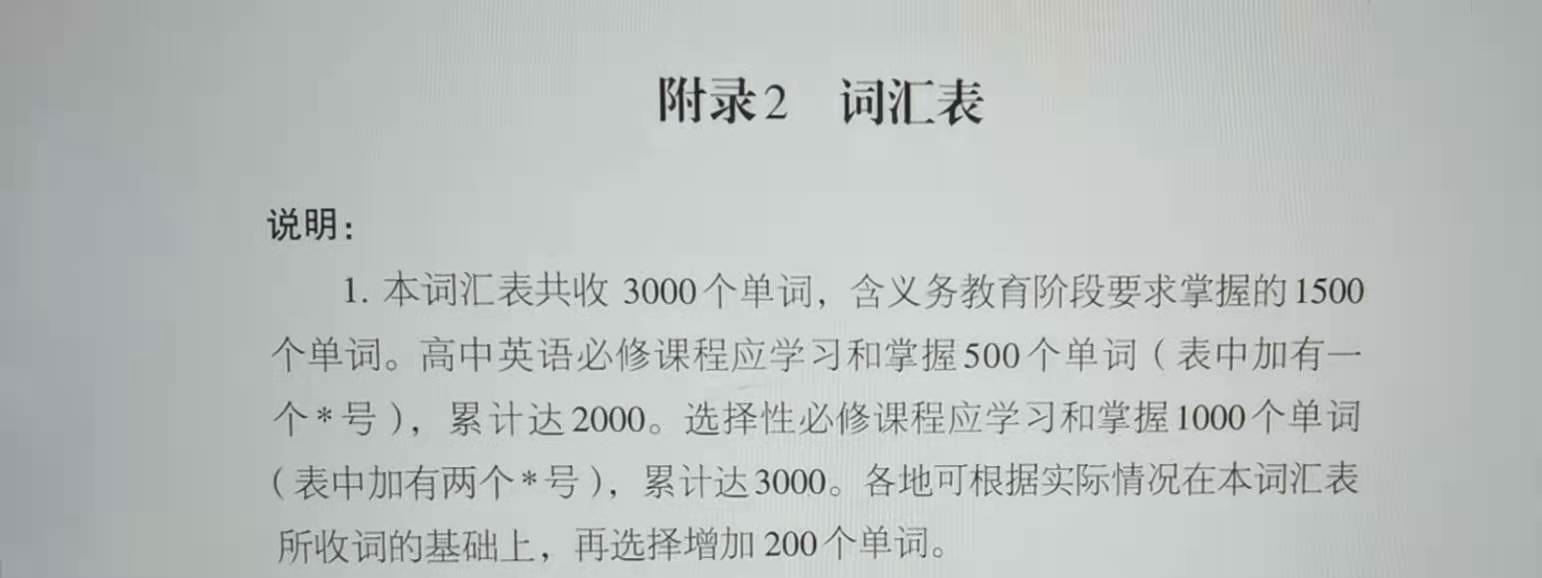 附录2 词汇表
说明：
1. 本词汇表共收 3000个单词，含义务教育阶段要求掌握的1500
个单词。高中英语必修课程应学习和掌握500个单词（表中加有一
个*号），累计达2000。选择性必修课程应学习和掌握1000个单词
（表中加有两个*号），累计达3000。各地可根据实际情况在本词汇表
所收词的基础上，再选择增加 200个单词。